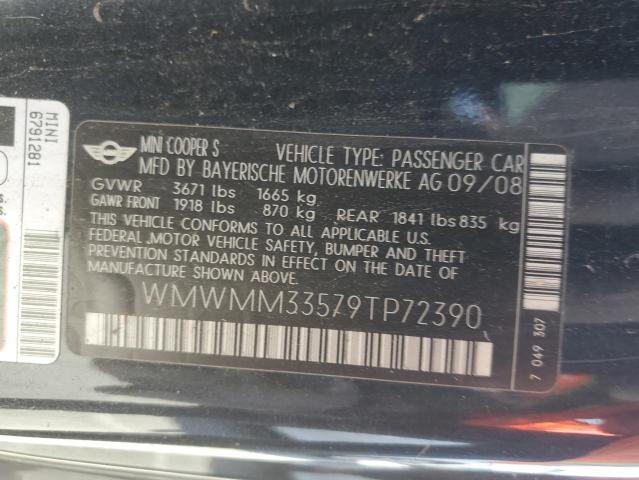 MINI COOPER S
VEHICLE TYPE: PASSENGER CAR
MFD BY BAYERISCHE MOTORENWERKE AG 09/08
GVWR 3671 lbs 1665 kg
GAWR FRONT 1918 lbs 870 kg REAR 1841 lbs 835 kg
THIS VEHICLE CONFORMS TO ALL APPLICABLE U.S.
FEDERAL MOTOR VEHICLE SAFETY, BUMPER AND THEFT
PREVENTION STANDARDS IN EFFECT ON THE DATE OF
MANUFACTURE SHOWN ABOVE.
WMWMM33579TP72390
7 049 307
MINI
6791281